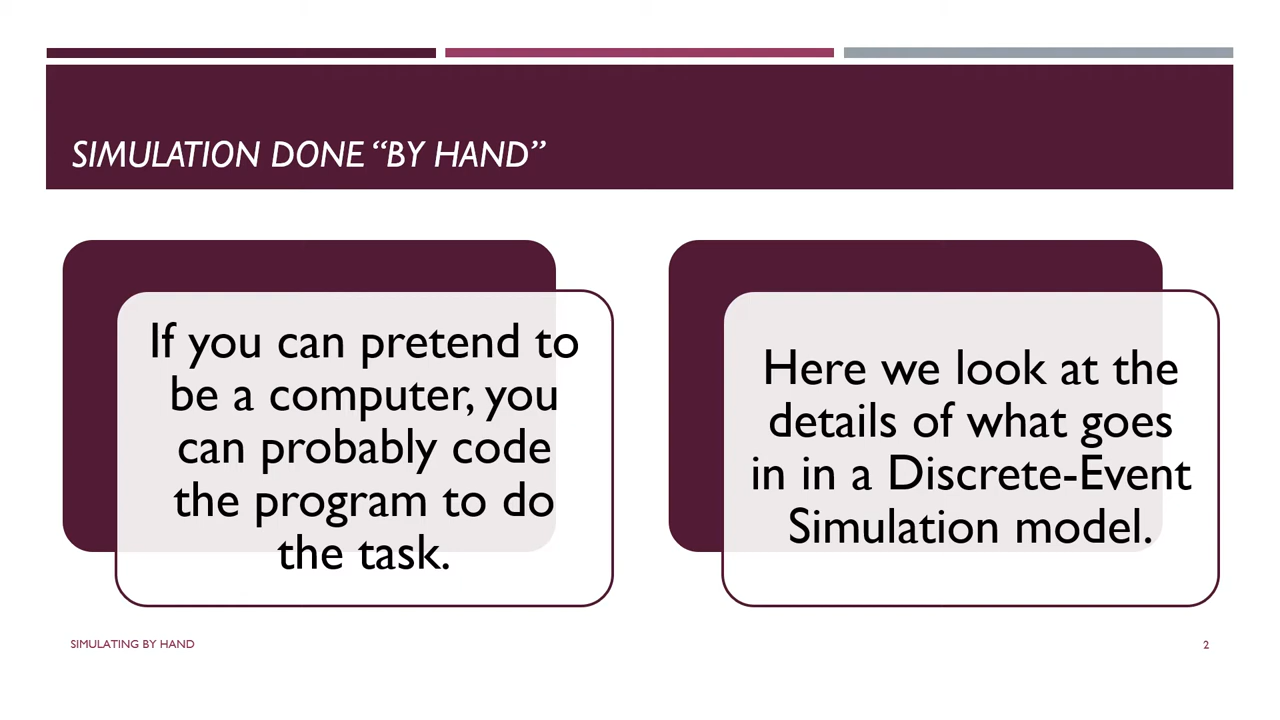 SIMULATION DONE “BY HAND”
If you can pretend to
be a computer, you
can probably code
the program to do
the task.
Here we look at the
details of what goes
in in a Discrete-Event
Simulation model.
SIMULATING BY HAND
2